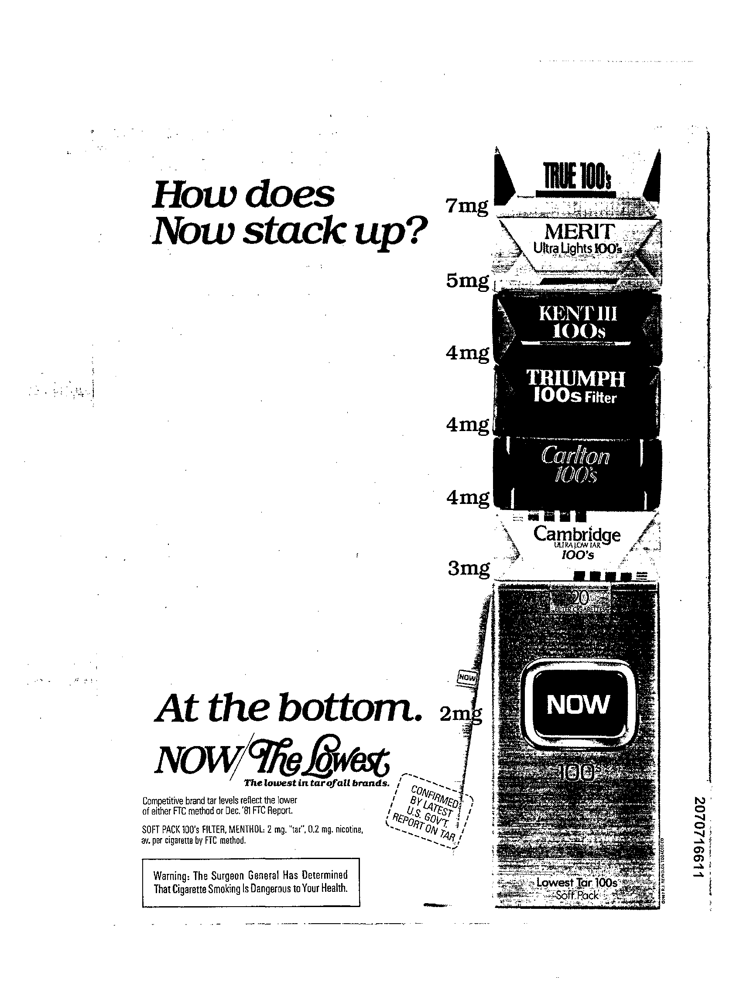 How does
Now stack up?
TRUE 100s
7mg
MERIT
Ultra Lights 100's
5mg
KENT III
100s
4mg
TRIUMPH
100s Filter
4mg
Carlton
100's
4mg
Cambridge
ULTRA LOW TAR
100's
3mg
20
NOW
At the bottom. 2mg
NOW
100s
NOW/The Lowest
The lowest in tar of all brands.
Competitive brand tar levels reflect the lower
of either FTC method or Dec. '81 FTC Report.
SOFT PACK 100's FILTER, MENTHOL: 2 mg. "tar", 0.2 mg. nicotine,
av. per cigarette by FTC method.
CONFIRMED
BY LATEST
U.S. GOV'T.
REPORT ON TAR
Warning: The Surgeon General Has Determined
That Cigarette Smoking Is Dangerous to Your Health.
Lowest Tar 100s
Soft Pack
2070716611